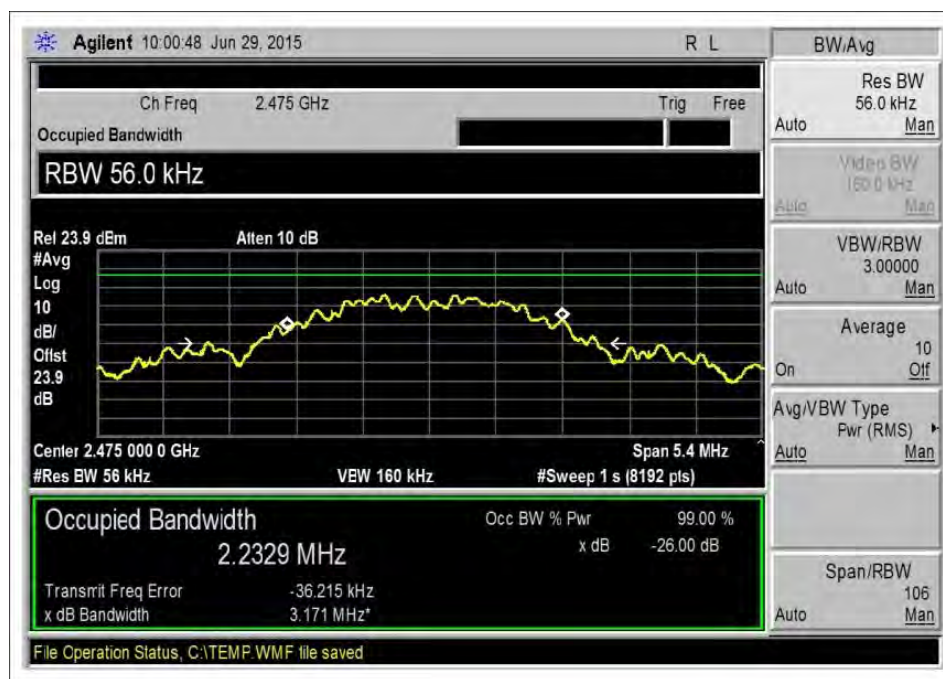 Agilent 10:00:48 Jun 29, 2015 R L
Ch Freq 2.475 GHz Trig Free
Occupied Bandwidth
RBW 56.0 kHz
Ref 23.9 dBm Atten 10 dB
#Avg
Log
10
dB/
Offst
23.9
dB
Center 2.475 000 0 GHz Span 5.4 MHz
#Res BW 56 kHz VBW 160 kHz #Sweep 1 s (8192 pts)
Occupied Bandwidth
2.2329 MHz
Occ BW % Pwr 99.00 %
x dB -26.00 dB
Transmit Freq Error -36.215 kHz
x dB Bandwidth 3.171 MHz*
File Operation Status, C:\TEMP.WMF file saved
BW/Avg
Res BW
56.0 kHz
Auto Man
Video BW
160.0 kHz
Auto Man
VBW/RBW
3.00000
Auto Man
Average
10
On Off
Avg/VBW Type
Pwr (RMS)
Auto Man
Span/RBW
106
Auto Man